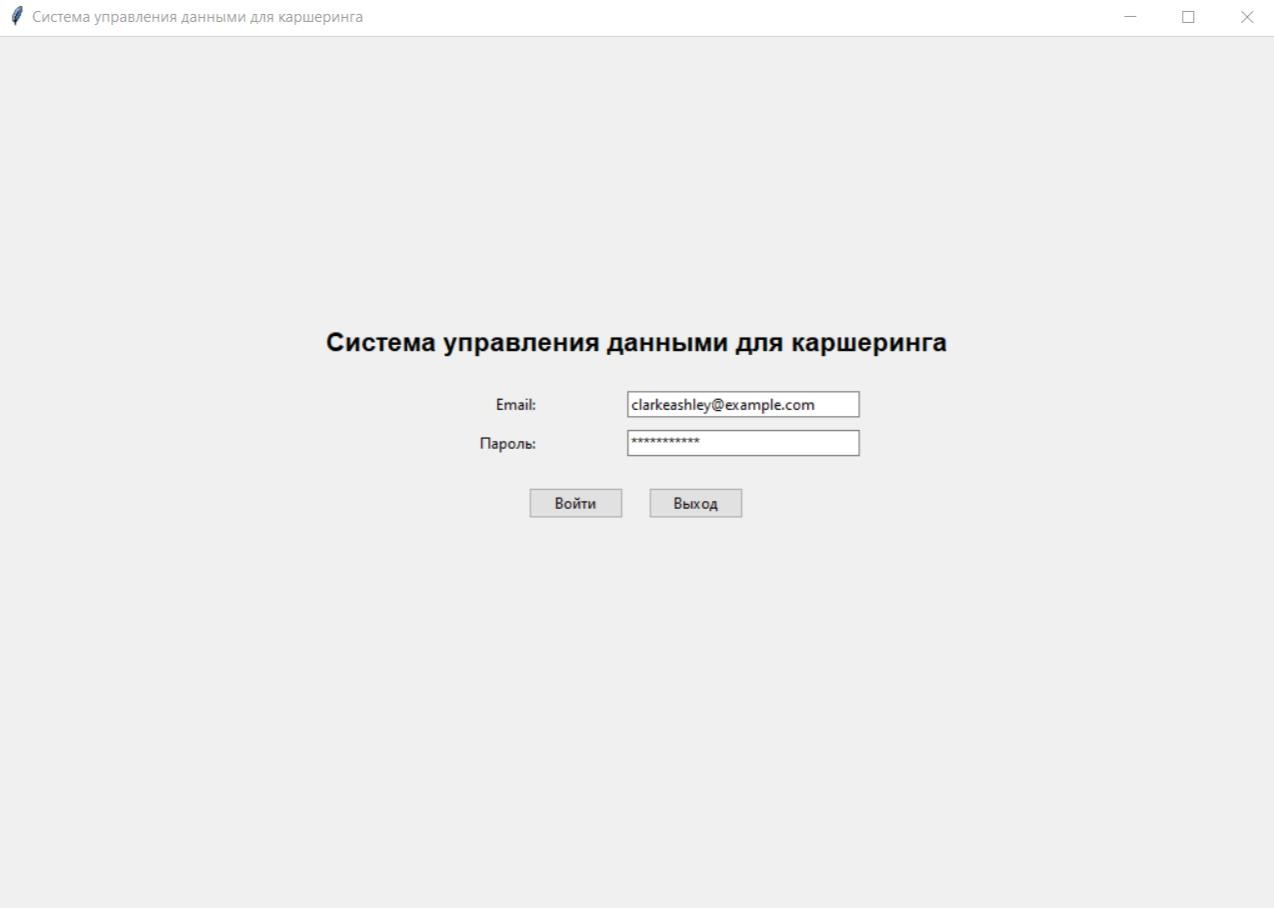 Система управления данными для каршеринга
Система управления данными для каршеринга
Email: clarkeashley@example.com
Пароль: ***********
Войти Выход